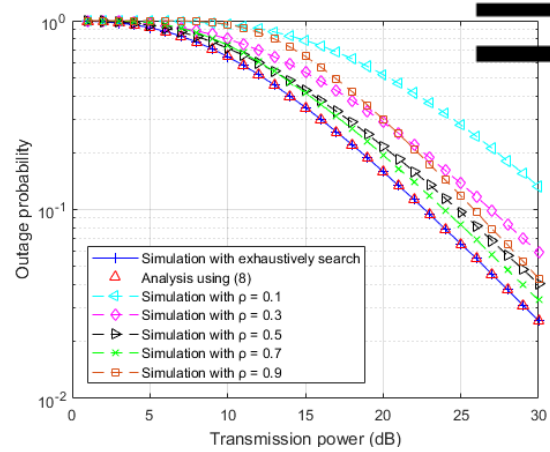 10^0
10^-1
10^-2
Outage probability
Simulation with exhaustively search
Analysis using (8)
Simulation with ρ = 0.1
Simulation with ρ = 0.3
Simulation with ρ = 0.5
Simulation with ρ = 0.7
Simulation with ρ = 0.9
0 5 10 15 20 25 30
Transmission power (dB)